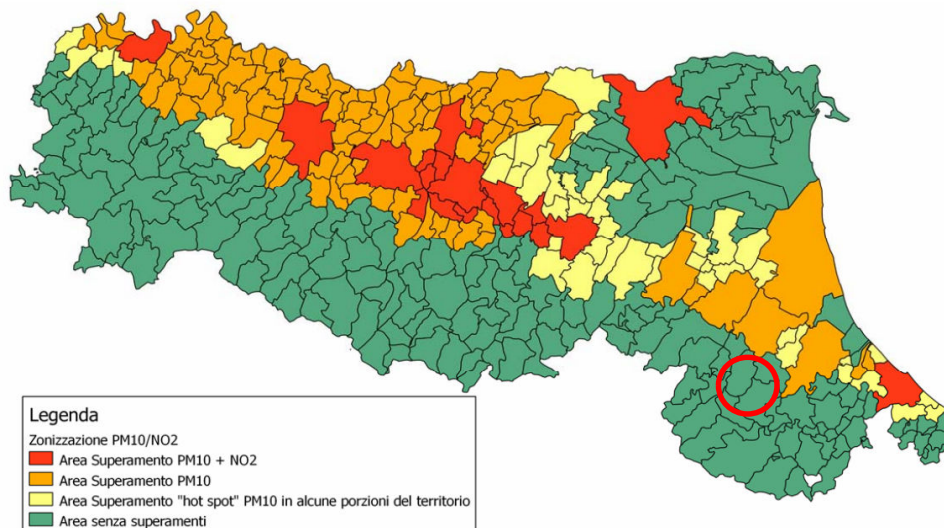 Legenda
Zonizzazione PM10/NO2
Area Superamento PM10 + NO2
Area Superamento PM10
Area Superamento "hot spot" PM10 in alcune porzioni del territorio
Area senza superamenti